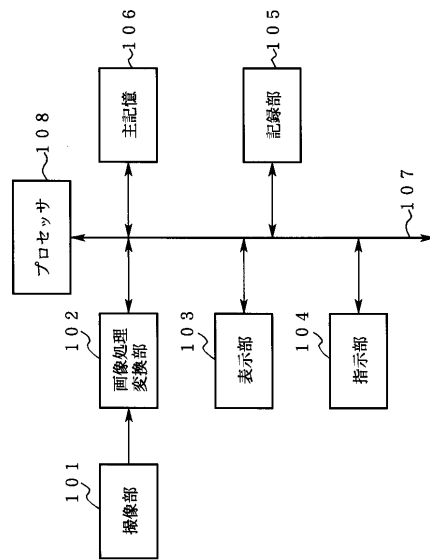 108
プロセッサ
106
主記憶
105
記録部
107
102
画像処理
変換部
103
表示部
104
指示部
101
撮像部